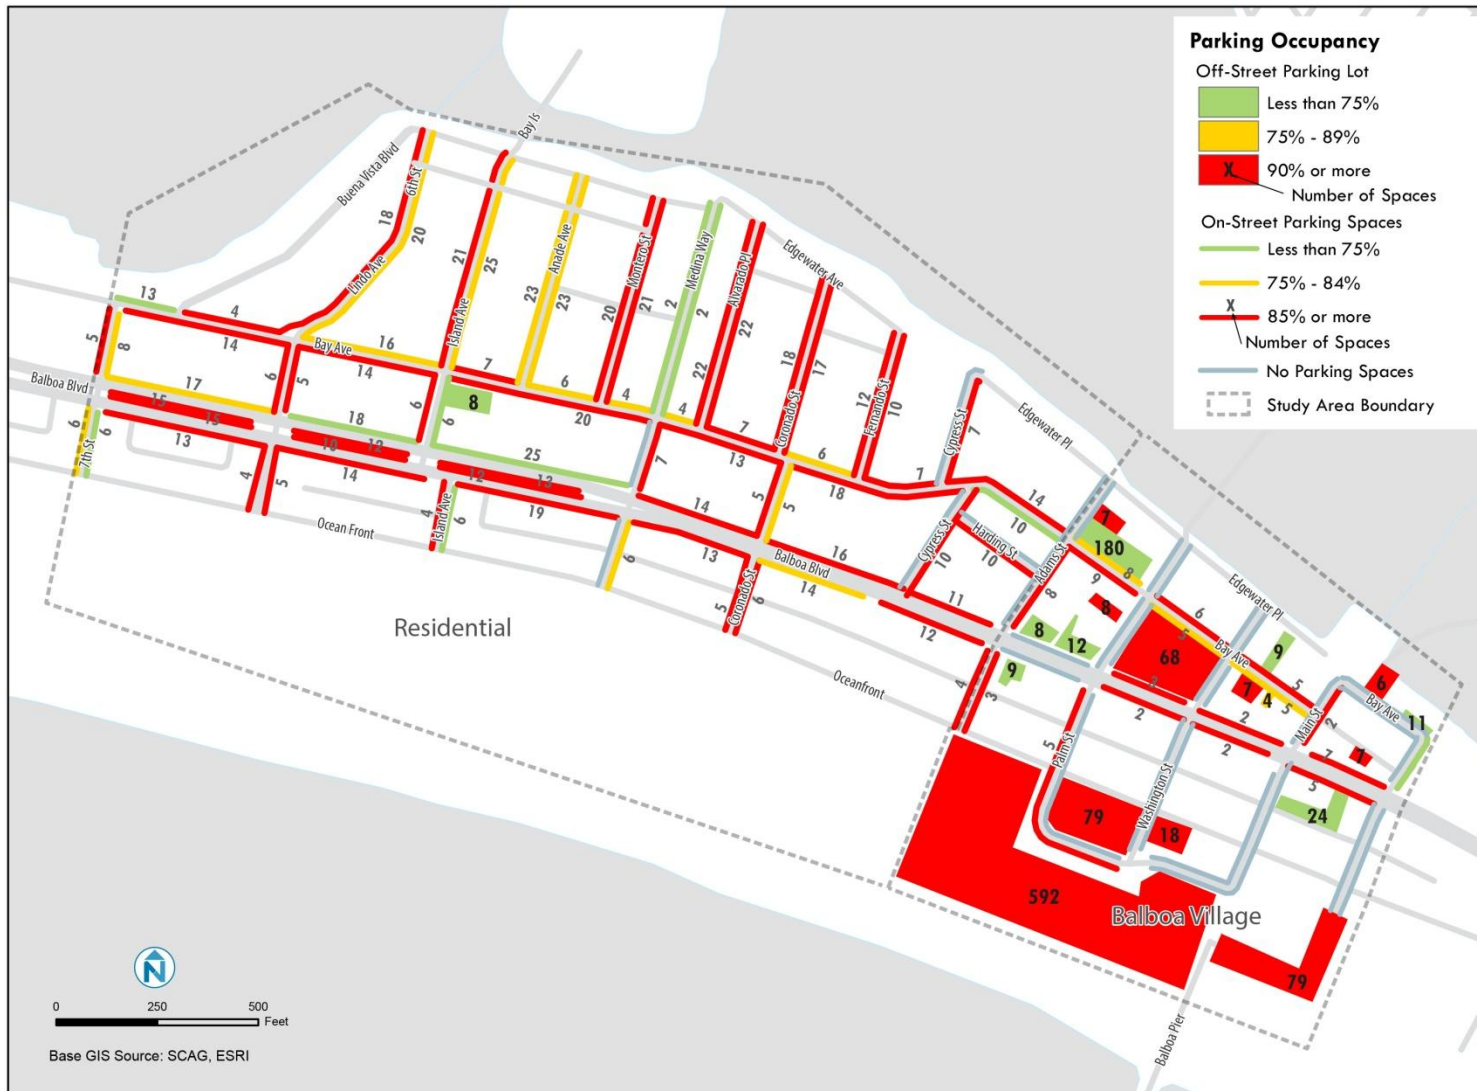 Parking Occupancy
Off-Street Parking Lot
Less than 75%
75% - 89%
90% or more
X
Number of Spaces
On-Street Parking Spaces
Less than 75%
75% - 84%
X
85% or more
Number of Spaces
No Parking Spaces
Study Area Boundary
Bay Is
Buena Vista Blvd
6th St
18
20
Lindo Ave
21
25
Island Ave
Anade Ave
23
23
Montero St
20
21
Medina Way
2
2
Alvarado Pl
22
22
Edgewater Ave
18
17
Coronado St
12
10
Fernando St
Cypress St
7
Edgewater Pl
13
4
14
Bay Ave
16
14
7
6
4
20
4
7
13
6
18
7
14
5
8
Balboa Blvd
17
15
15
6
5
18
10
12
6
8
6
25
12
13
7
14
5
5
16
Balboa Blvd
14
11
12
10
Cypress St
10
Harding St
10
Adams St
8
6
7th St
6
13
4
5
14
4
Island Ave
6
19
Ocean Front
6
13
5
Coronado St
6
Oceanfront
1
180
9
8
8
8
12
9
4
3
6
5
Bay Ave
Edgewater Pl
68
3
2
2
2
9
1
4
5
5
Main St
2
6
Bay Ave
11
7
1
5
24
5
Palm St
Washington St
79
18
592
79
Residential
Balboa Village
Balboa Pier
N
0 250 500
Feet
Base GIS Source: SCAG, ESRI